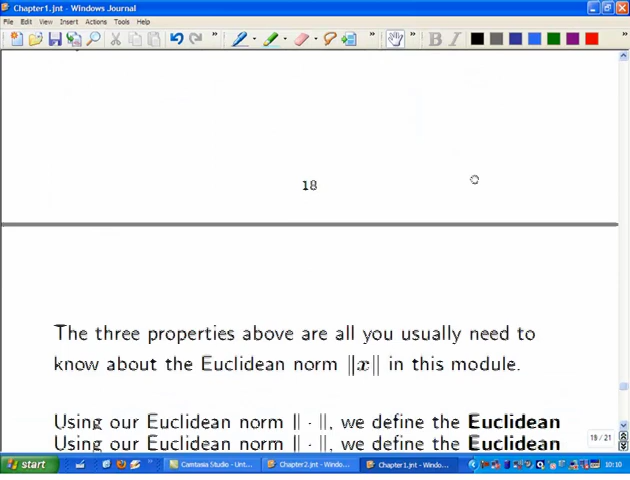 Chapter1.jnt - Windows Journal
File Edit View Insert Actions Tools Help
B I
18
The three properties above are all you usually need to
know about the Euclidean norm ‖x‖ in this module.
Using our Euclidean norm ‖ · ‖, we define the Euclidean
Using our Euclidean norm ‖ · ‖, we define the Euclidean
start Camtasia Studio - Unt... Chapter2.jnt - Windo... Chapter1.jnt - Windo... 10:10